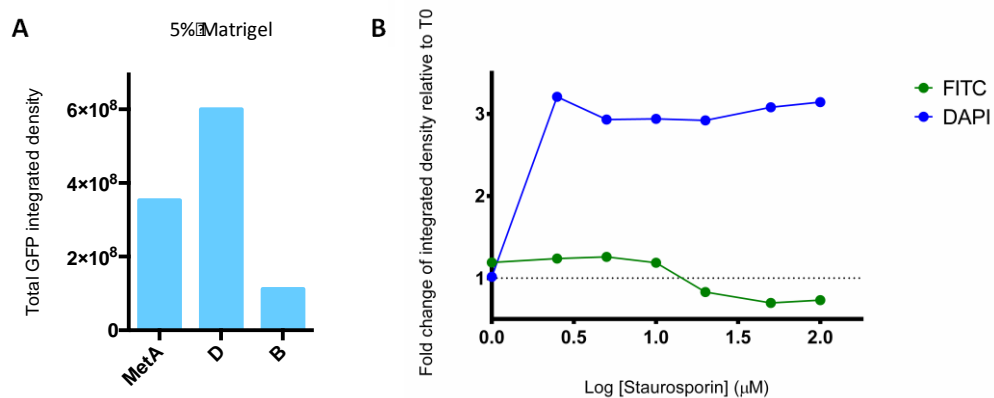 A
5%⍰Matrigel
Total GFP integrated density
6×10⁸
4×10⁸
2×10⁸
0
MetA
D
B
B
Fold change of integrated density relative to T0
3
2
1
0.0
0.5
1.0
1.5
2.0
Log [Staurosporin] (μM)
FITC
DAPI